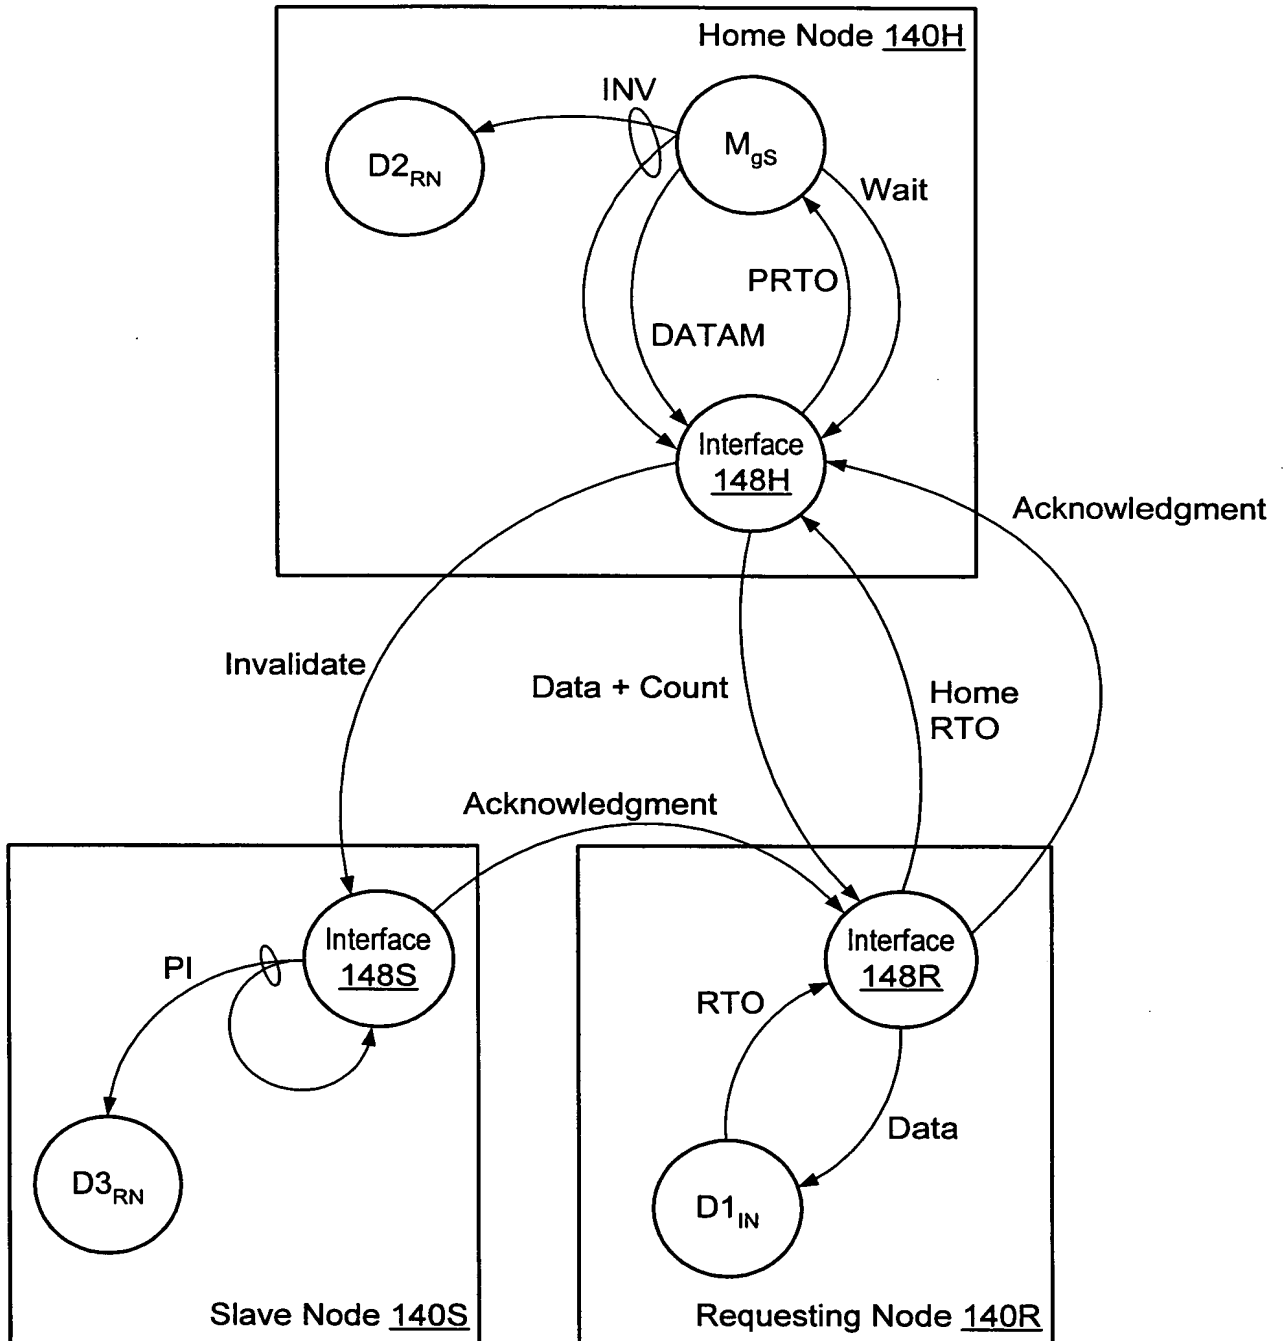 Home Node 140H
INV
MgS
D2RN
Wait
PRTO
DATAM
Interface
148H
Acknowledgment
Invalidate
Data + Count
Home
RTO
Acknowledgment
Interface
148S
PI
Interface
148R
RTO
Data
D3RN
D1IN
Slave Node 140S
Requesting Node 140R